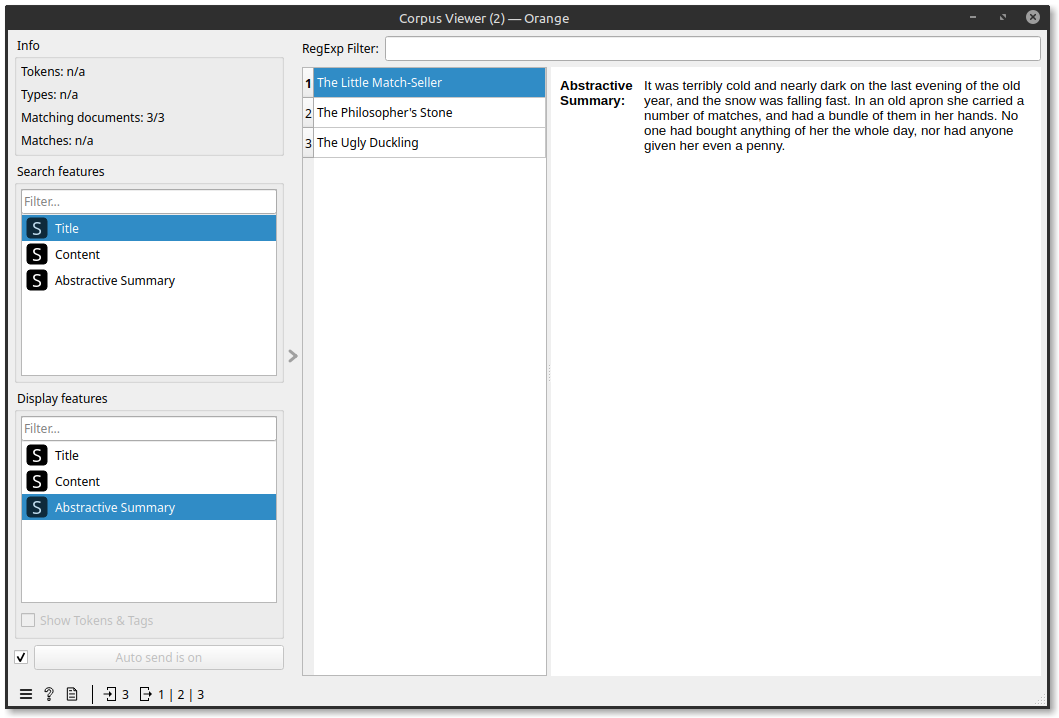 Corpus Viewer (2) — Orange
Info
Tokens: n/a
Types: n/a
Matching documents: 3/3
Matches: n/a
Search features
Filter...
S Title
S Content
S Abstractive Summary
Display features
Filter...
S Title
S Content
S Abstractive Summary
Show Tokens & Tags
Auto send is on
? 3 1 | 2 | 3
RegExp Filter:
1 The Little Match-Seller
2 The Philosopher's Stone
3 The Ugly Duckling
Abstractive
Summary:
It was terribly cold and nearly dark on the last evening of the old
year, and the snow was falling fast. In an old apron she carried a
number of matches, and had a bundle of them in her hands. No
one had bought anything of her the whole day, nor had anyone
given her even a penny.